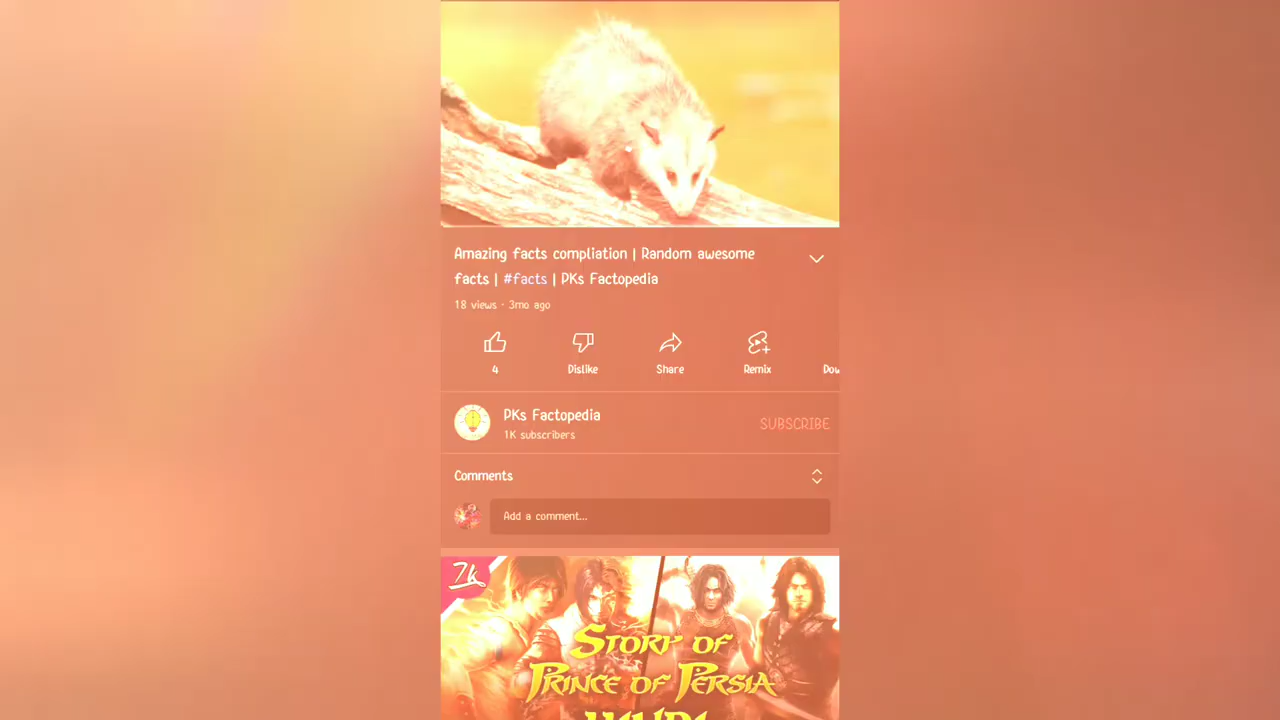 Amazing facts compliation | Random awesome
facts | #facts | PKs Factopedia
18 views · 3mo ago
4
Dislike
Share
Remix
Dow
PKs Factopedia
1K subscribers
SUBSCRIBE
Comments
Add a comment...
7K
STORY OF
PRINCE OF PERSIA